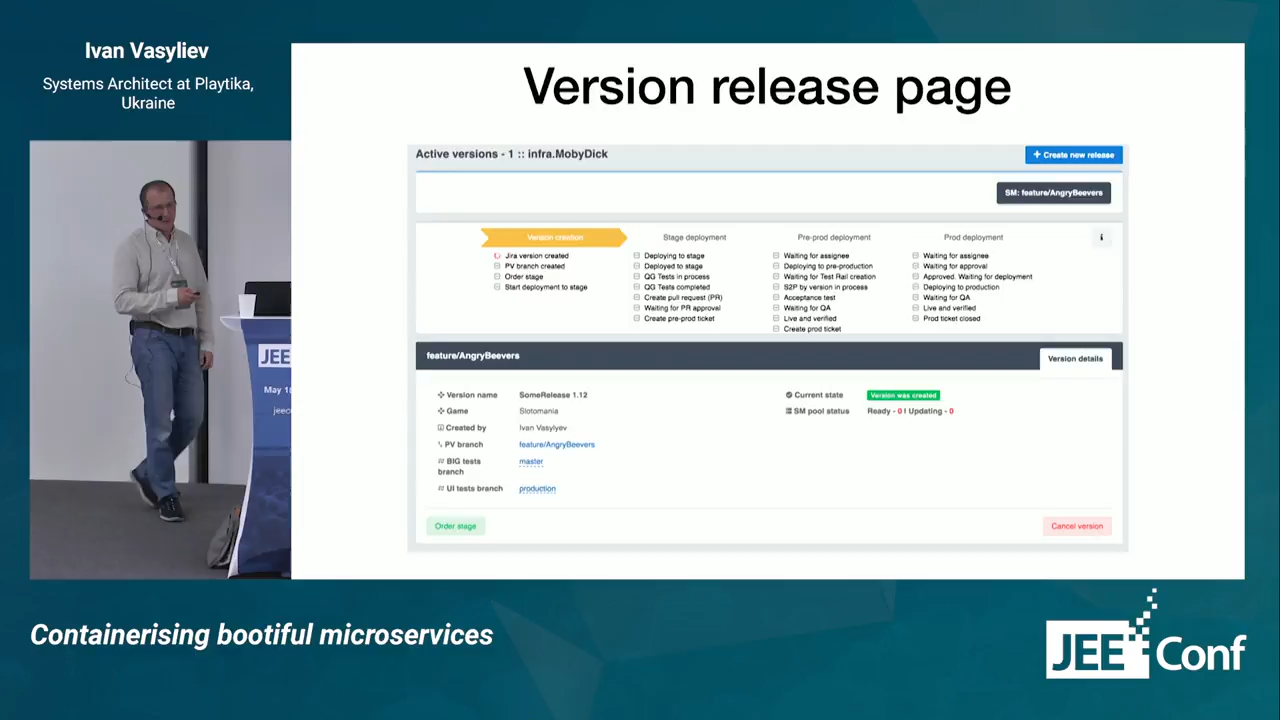 Ivan Vasyliev
Systems Architect at Playtika,
Ukraine
Version release page
Active versions - 1 :: infra.MobyDick
+ Create new release
SM: feature/AngryBeevers
Version creation
Jira version created
PV branch created
Order stage
Start deployment to stage
Stage deployment
Deploying to stage
Deployed to stage
QG Tests in process
QG Tests completed
Create pull request (PR)
Waiting for PR approval
Create pre-prod ticket
Pre-prod deployment
Waiting for assignee
Deploying to pre-production
Waiting for Test Rail creation
S2P by version in process
Acceptance test
Waiting for QA
Live and verified
Create prod ticket
Prod deployment
Waiting for assignee
Waiting for approval
Approved. Waiting for deployment
Deploying to production
Waiting for QA
Live and verified
Prod ticket closed
i
feature/AngryBeevers
Version details
Version name SomeRelease 1.12
Game Slotomania
Created by Ivan Vasylyev
PV branch feature/AngryBeevers
BIG tests
branch
master
UI tests branch production
Current state Version was created
SM pool status Ready - 0 | Updating - 0
Order stage
Cancel version
JEE
May 18
jeeco
Containerising bootiful microservices
JEE Conf